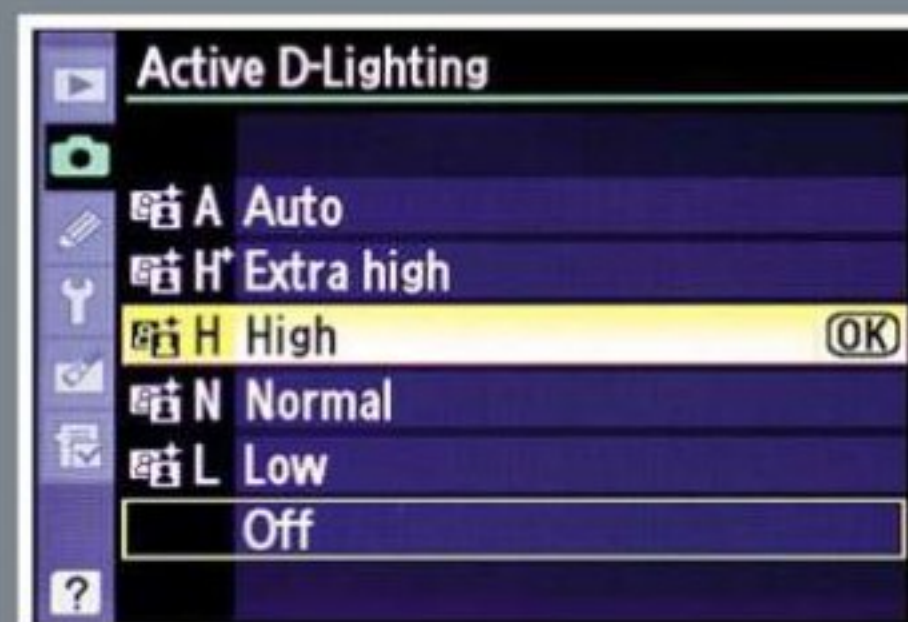 Active D-Lighting
A Auto
H+ Extra high
H High OK
N Normal
L Low
Off
?